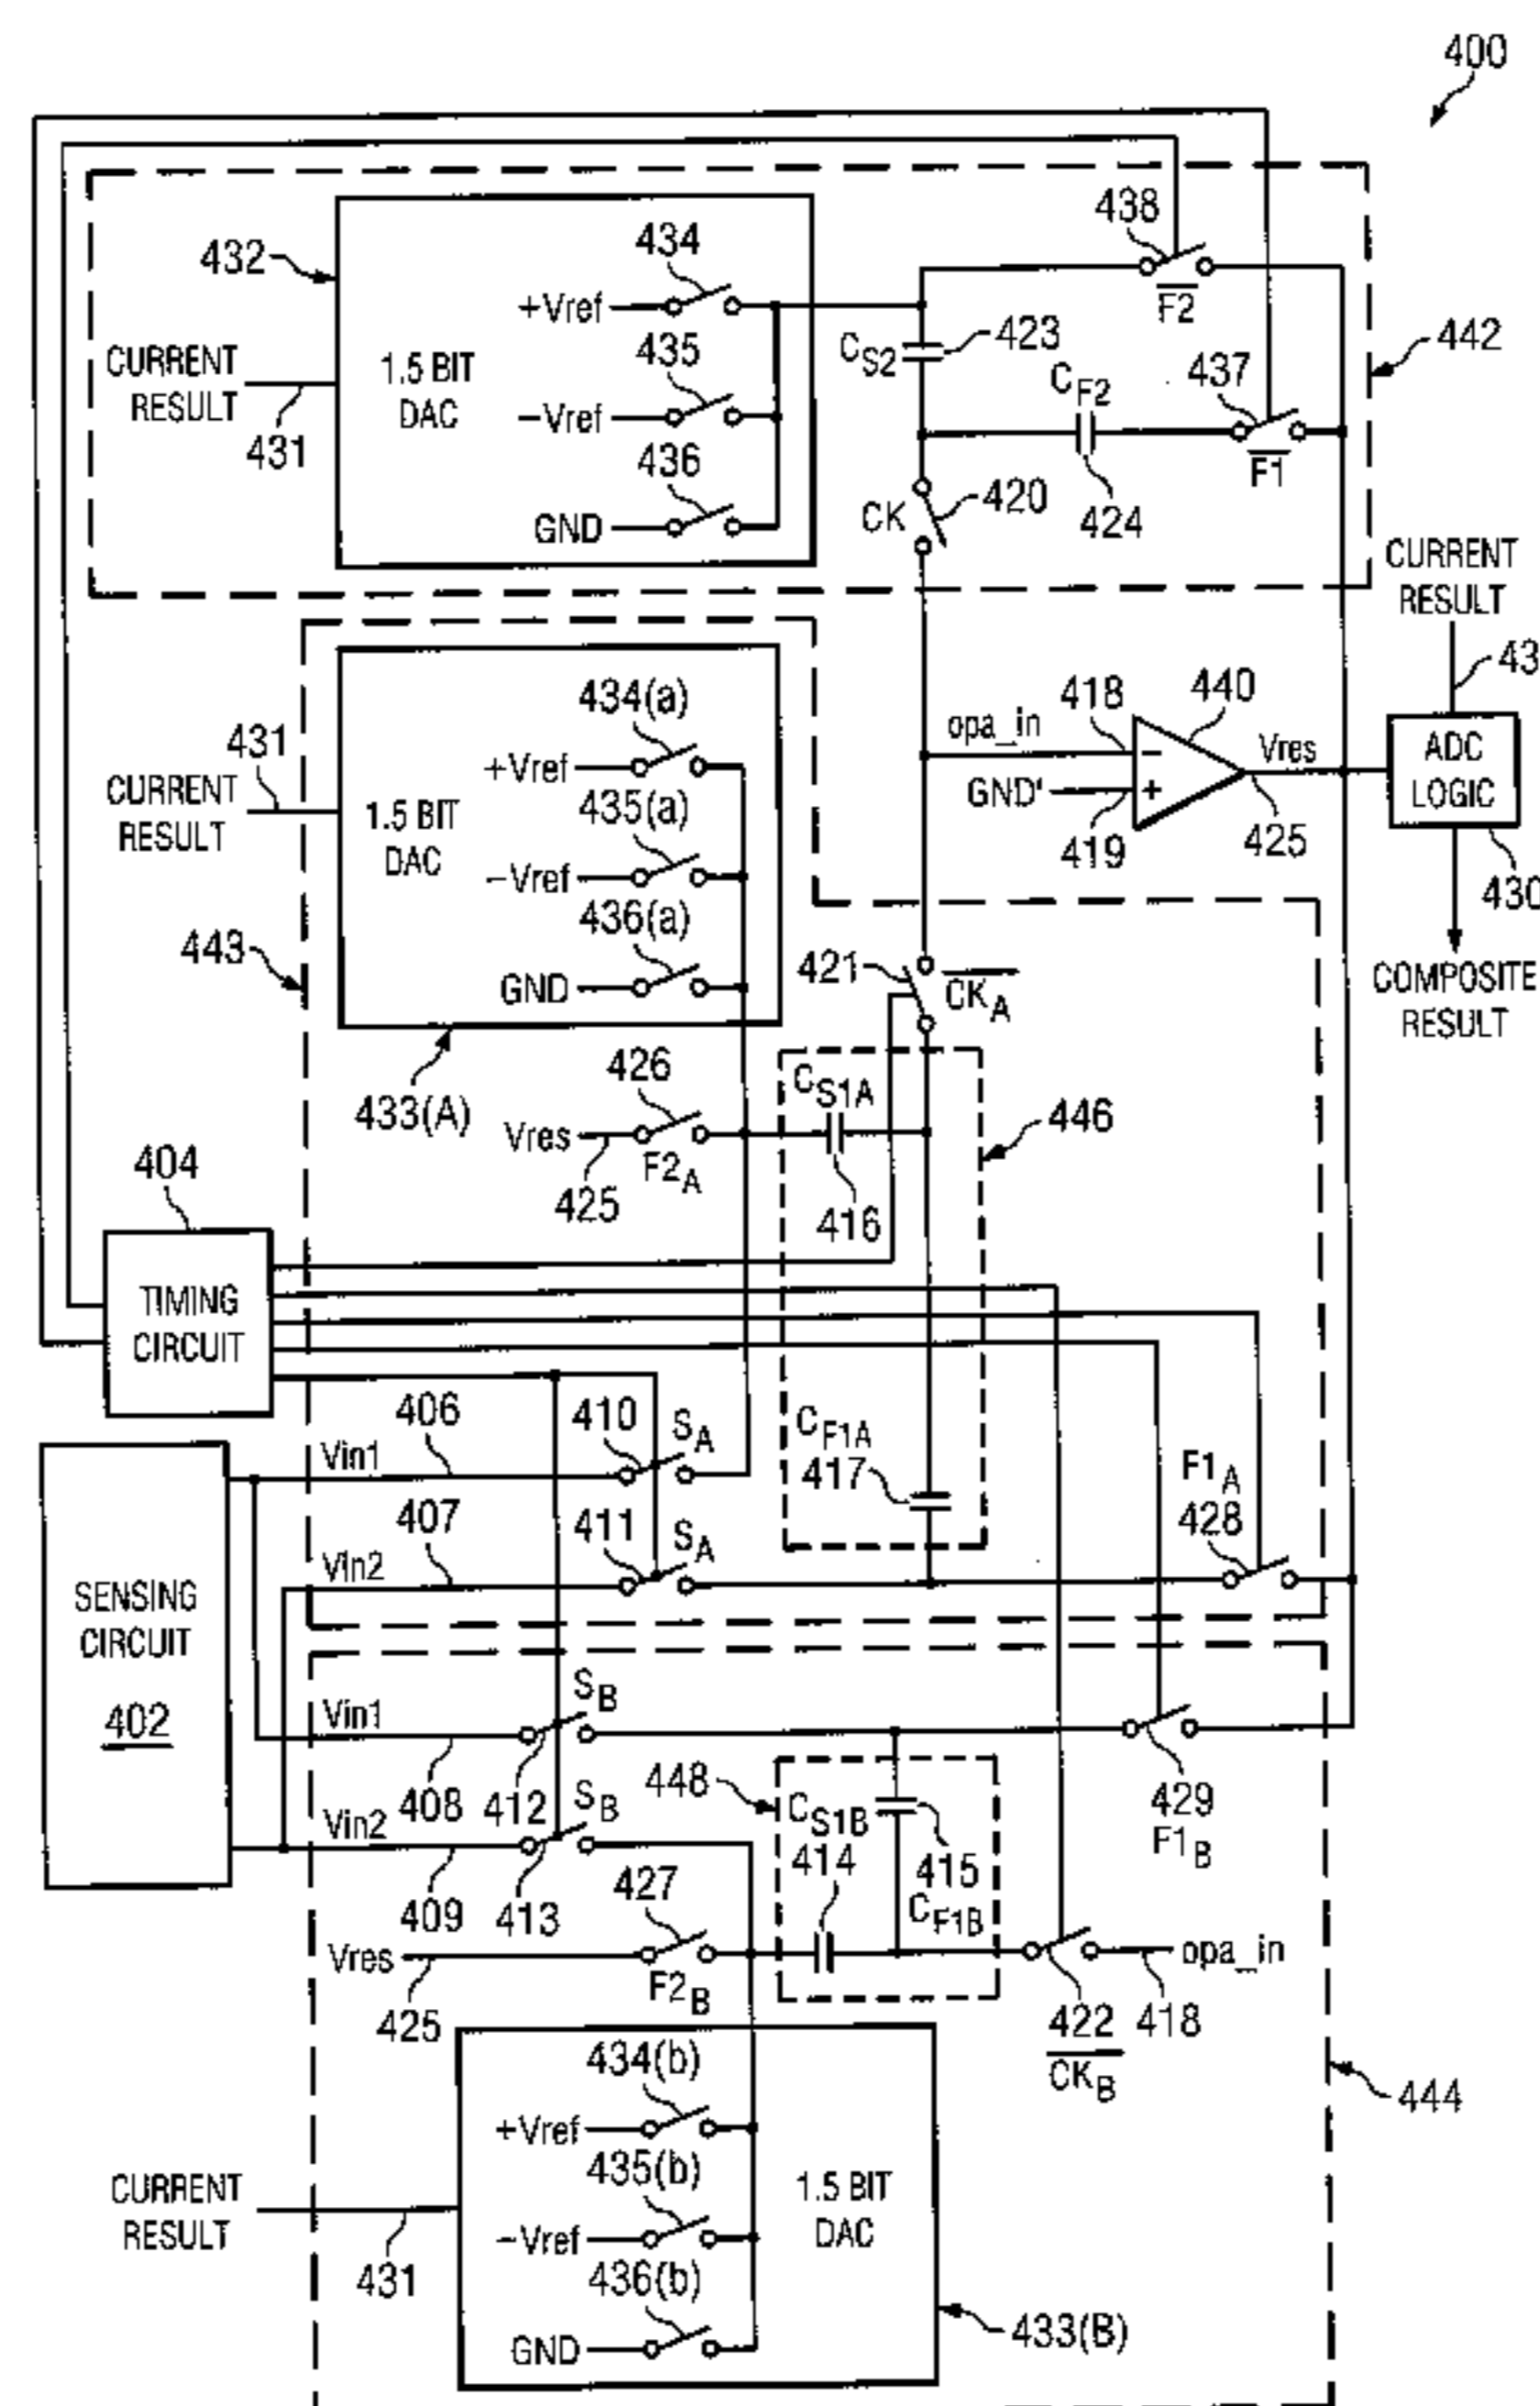 400
438
432
434
+Vref
F2
CS2
423
442
CURRENT
RESULT
1.5 BIT
DAC
435
CF2
437
−Vref
431
436
F1
GND
CK
420
424
CURRENT
RESULT
43
434(a)
418
440
opa_in
431
+Vref
Vres
ADC
LOGIC
CURRENT
RESULT
1.5 BIT
DAC
435(a)
GND'
419
425
−Vref
430
436(a)
443
421
CKA
GND
COMPOSITE
RESULT
426
CS1A
433(A)
446
Vres
404
F2A
425
416
TIMING
CIRCUIT
406
410
SA
CF1A
417
Vin1
F1A
407
411
SA
428
Vin2
SENSING
CIRCUIT
402
SB
Vin1
448
408
412
SB
CS1B
429
Vin2
414
415
F1B
427
CF1B
409
413
Vres
opa_in
F2B
425
422
418
434(b)
CKB
444
+Vref
435(b)
CURRENT
RESULT
1.5 BIT
DAC
−Vref
431
436(b)
433(B)
GND